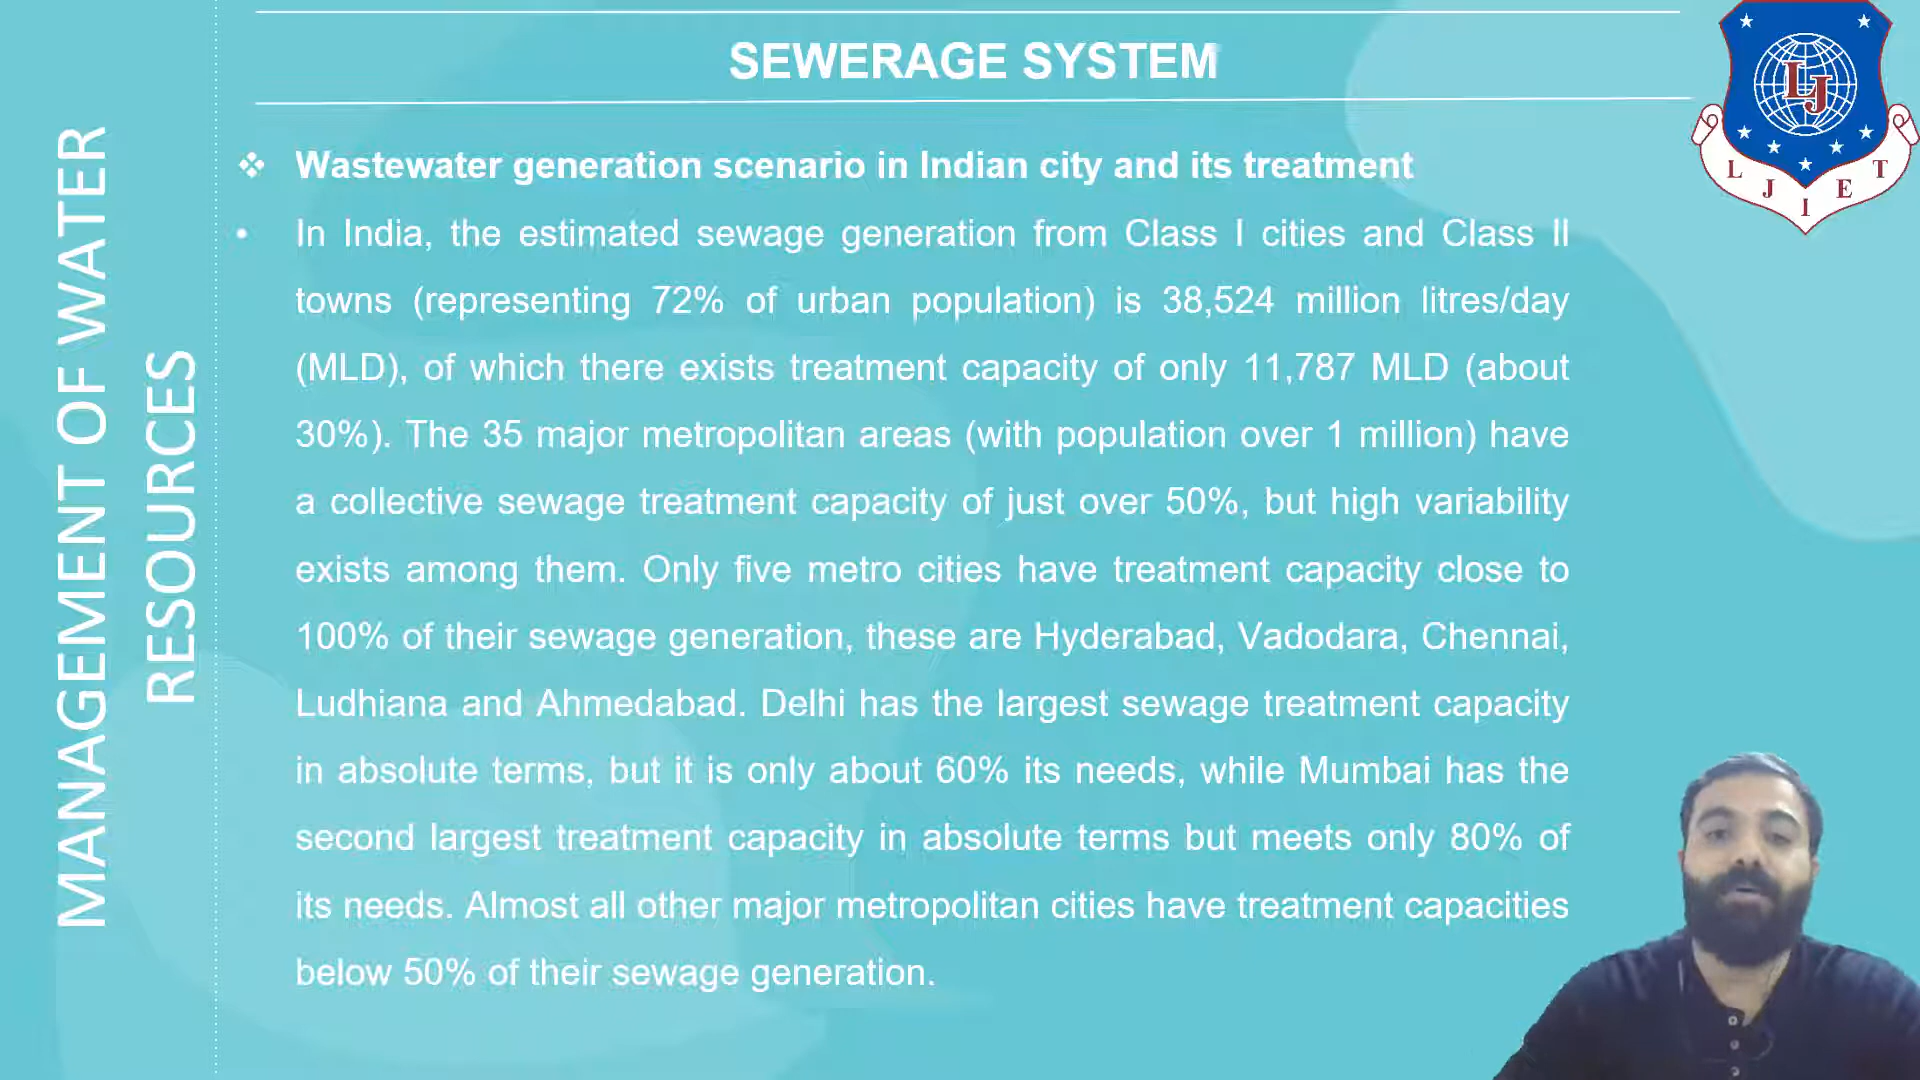 SEWERAGE SYSTEM
MANAGEMENT OF WATER
RESOURCES
❖ Wastewater generation scenario in Indian city and its treatment
• In India, the estimated sewage generation from Class I cities and Class II
towns (representing 72% of urban population) is 38,524 million litres/day
(MLD), of which there exists treatment capacity of only 11,787 MLD (about
30%). The 35 major metropolitan areas (with population over 1 million) have
a collective sewage treatment capacity of just over 50%, but high variability
exists among them. Only five metro cities have treatment capacity close to
100% of their sewage generation, these are Hyderabad, Vadodara, Chennai,
Ludhiana and Ahmedabad. Delhi has the largest sewage treatment capacity
in absolute terms, but it is only about 60% its needs, while Mumbai has the
second largest treatment capacity in absolute terms but meets only 80% of
its needs. Almost all other major metropolitan cities have treatment capacities
below 50% of their sewage generation.
LJ
L J I E T